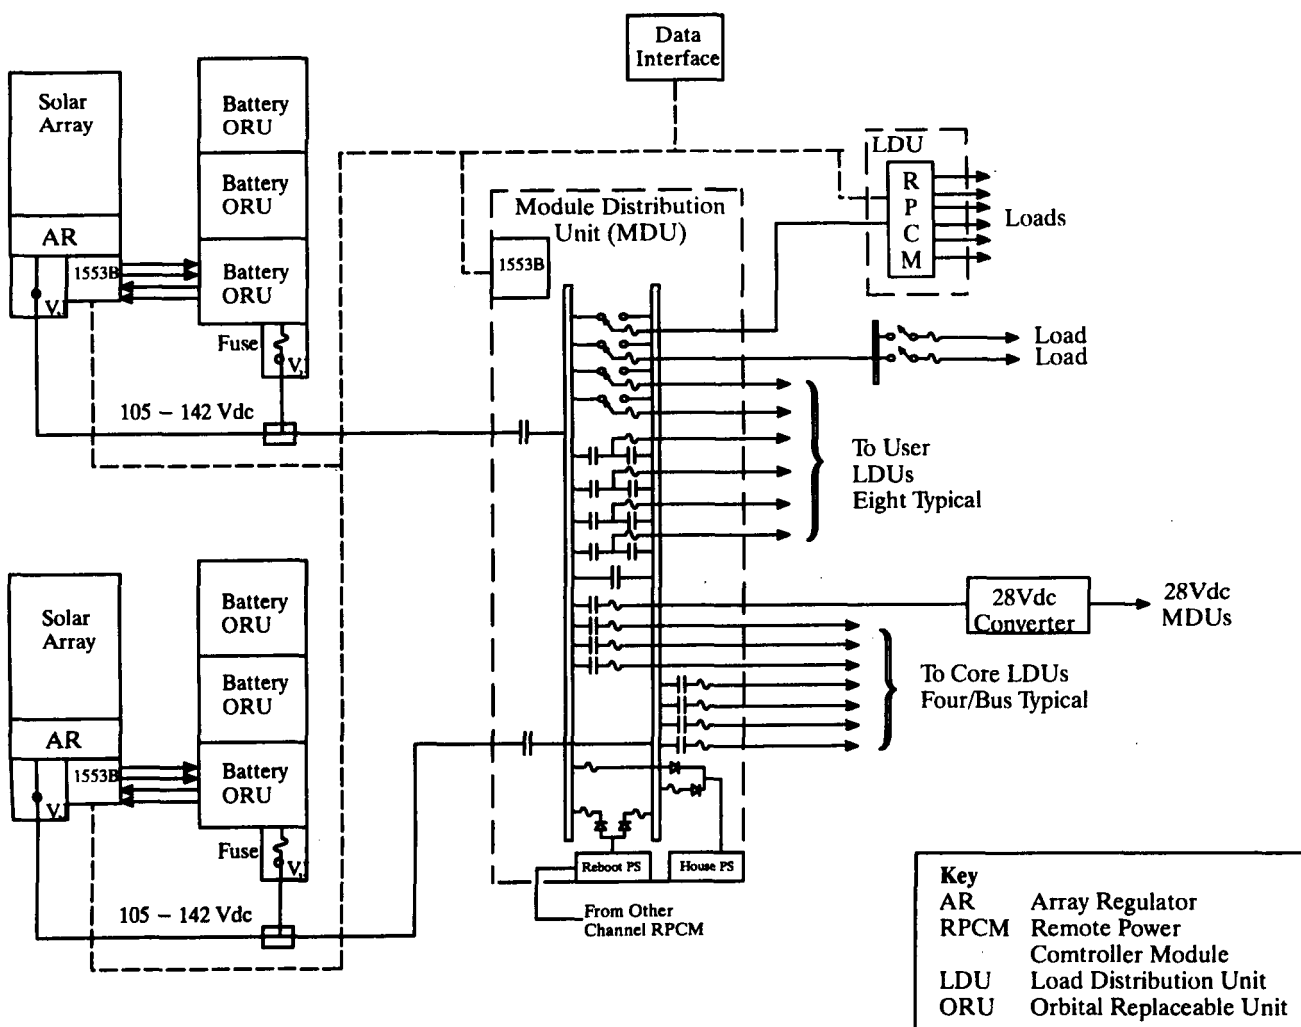 Data
Interface
Solar
Array
Battery
ORU
Battery
ORU
AR
1553B
Battery
ORU
V
Fuse
V
105 – 142 Vdc
Module Distribution
Unit (MDU)
1553B
LDU
R
P
C
M
Loads
Load
Load
To User
LDUs
Eight Typical
28Vdc
Converter
28Vdc
MDUs
To Core LDUs
Four/Bus Typical
Solar
Array
Battery
ORU
Battery
ORU
AR
1553B
Battery
ORU
V
Fuse
V
105 – 142 Vdc
Reboot PS
House PS
From Other
Channel RPCM
Key
AR Array Regulator
RPCM Remote Power
Comtroller Module
LDU Load Distribution Unit
ORU Orbital Replaceable Unit